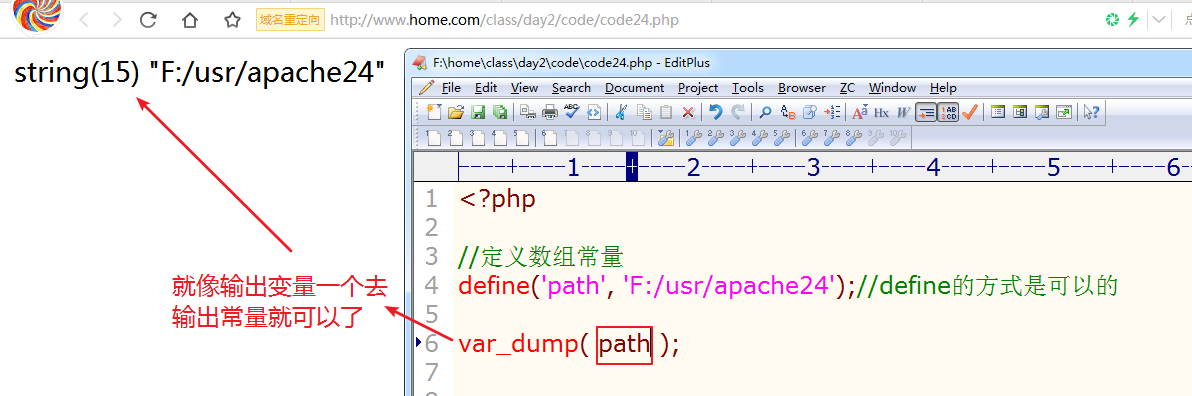 域名重定向 http://www.home.com/class/day2/code/code24.php
string(15) "F:/usr/apache24"
F:\home\class\day2\code\code24.php - EditPlus
File Edit View Search Document Project Tools Browser ZC Window Help
----+----1----+----2----+----3----+----4----+----5----+----6
1 <?php
2
3 //定义数组常量
4 define('path', 'F:/usr/apache24');//define的方式是可以的
5
6 var_dump( path );
7
就像输出变量一个去
输出常量就可以了